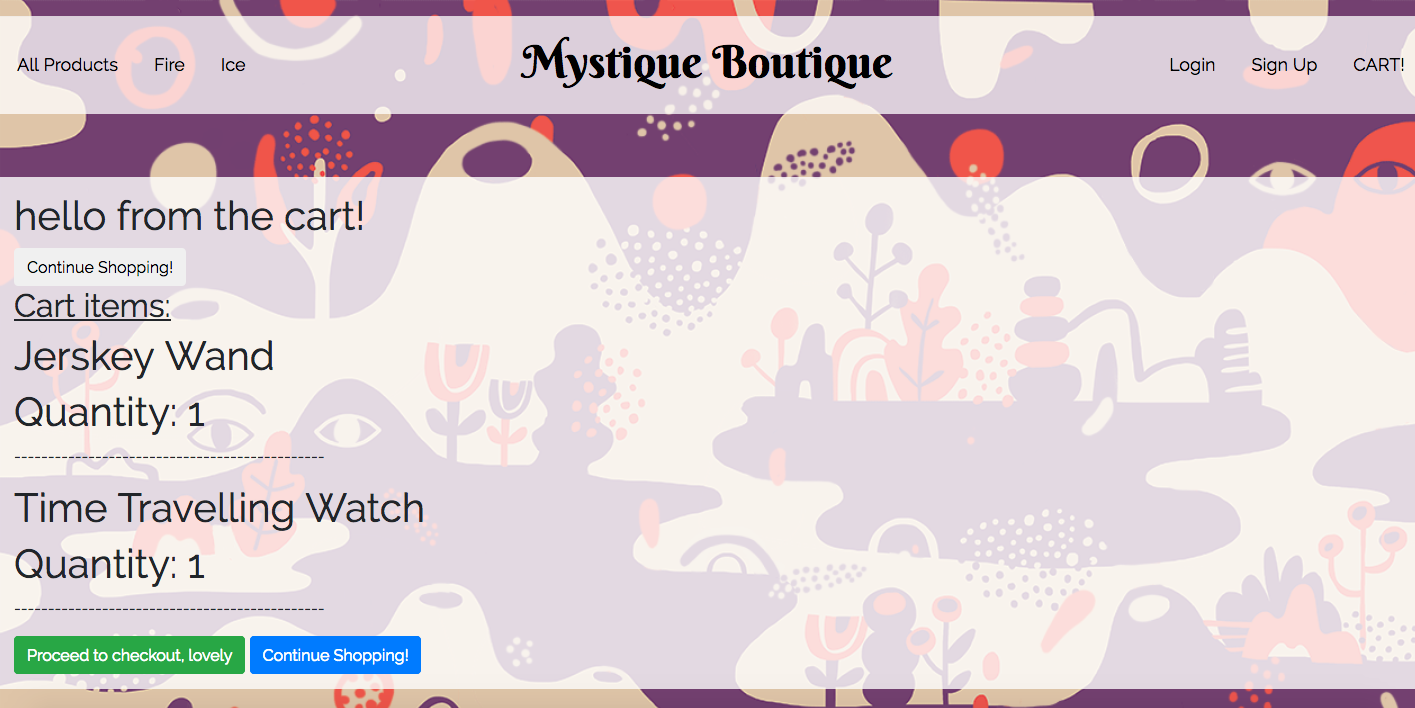 All Products Fire Ice Mystique Boutique Login Sign Up CART!
hello from the cart!
Continue Shopping!
Cart items:
Jerskey Wand
Quantity: 1
----------------------------------------------
Time Travelling Watch
Quantity: 1
----------------------------------------------
Proceed to checkout, lovely Continue Shopping!